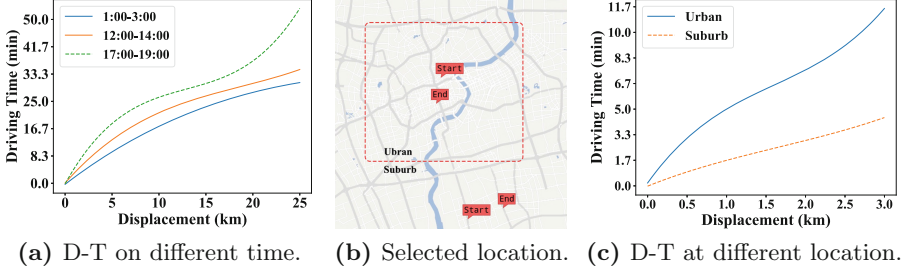 50.0
41.7
33.3
25.0
16.7
8.3
0.0
Driving Time (min)
1:00-3:00
12:00-14:00
17:00-19:00
0 5 10 15 20 25
Displacement (km)
(a) D-T on different time.
Start
End
Ubran
Suburb
End
Start
(b) Selected location.
11.7
10.0
8.3
6.7
5.0
3.3
1.7
0.0
Driving Time (min)
Urban
Suburb
0.0 0.5 1.0 1.5 2.0 2.5 3.0
Displacement (km)
(c) D-T at different location.